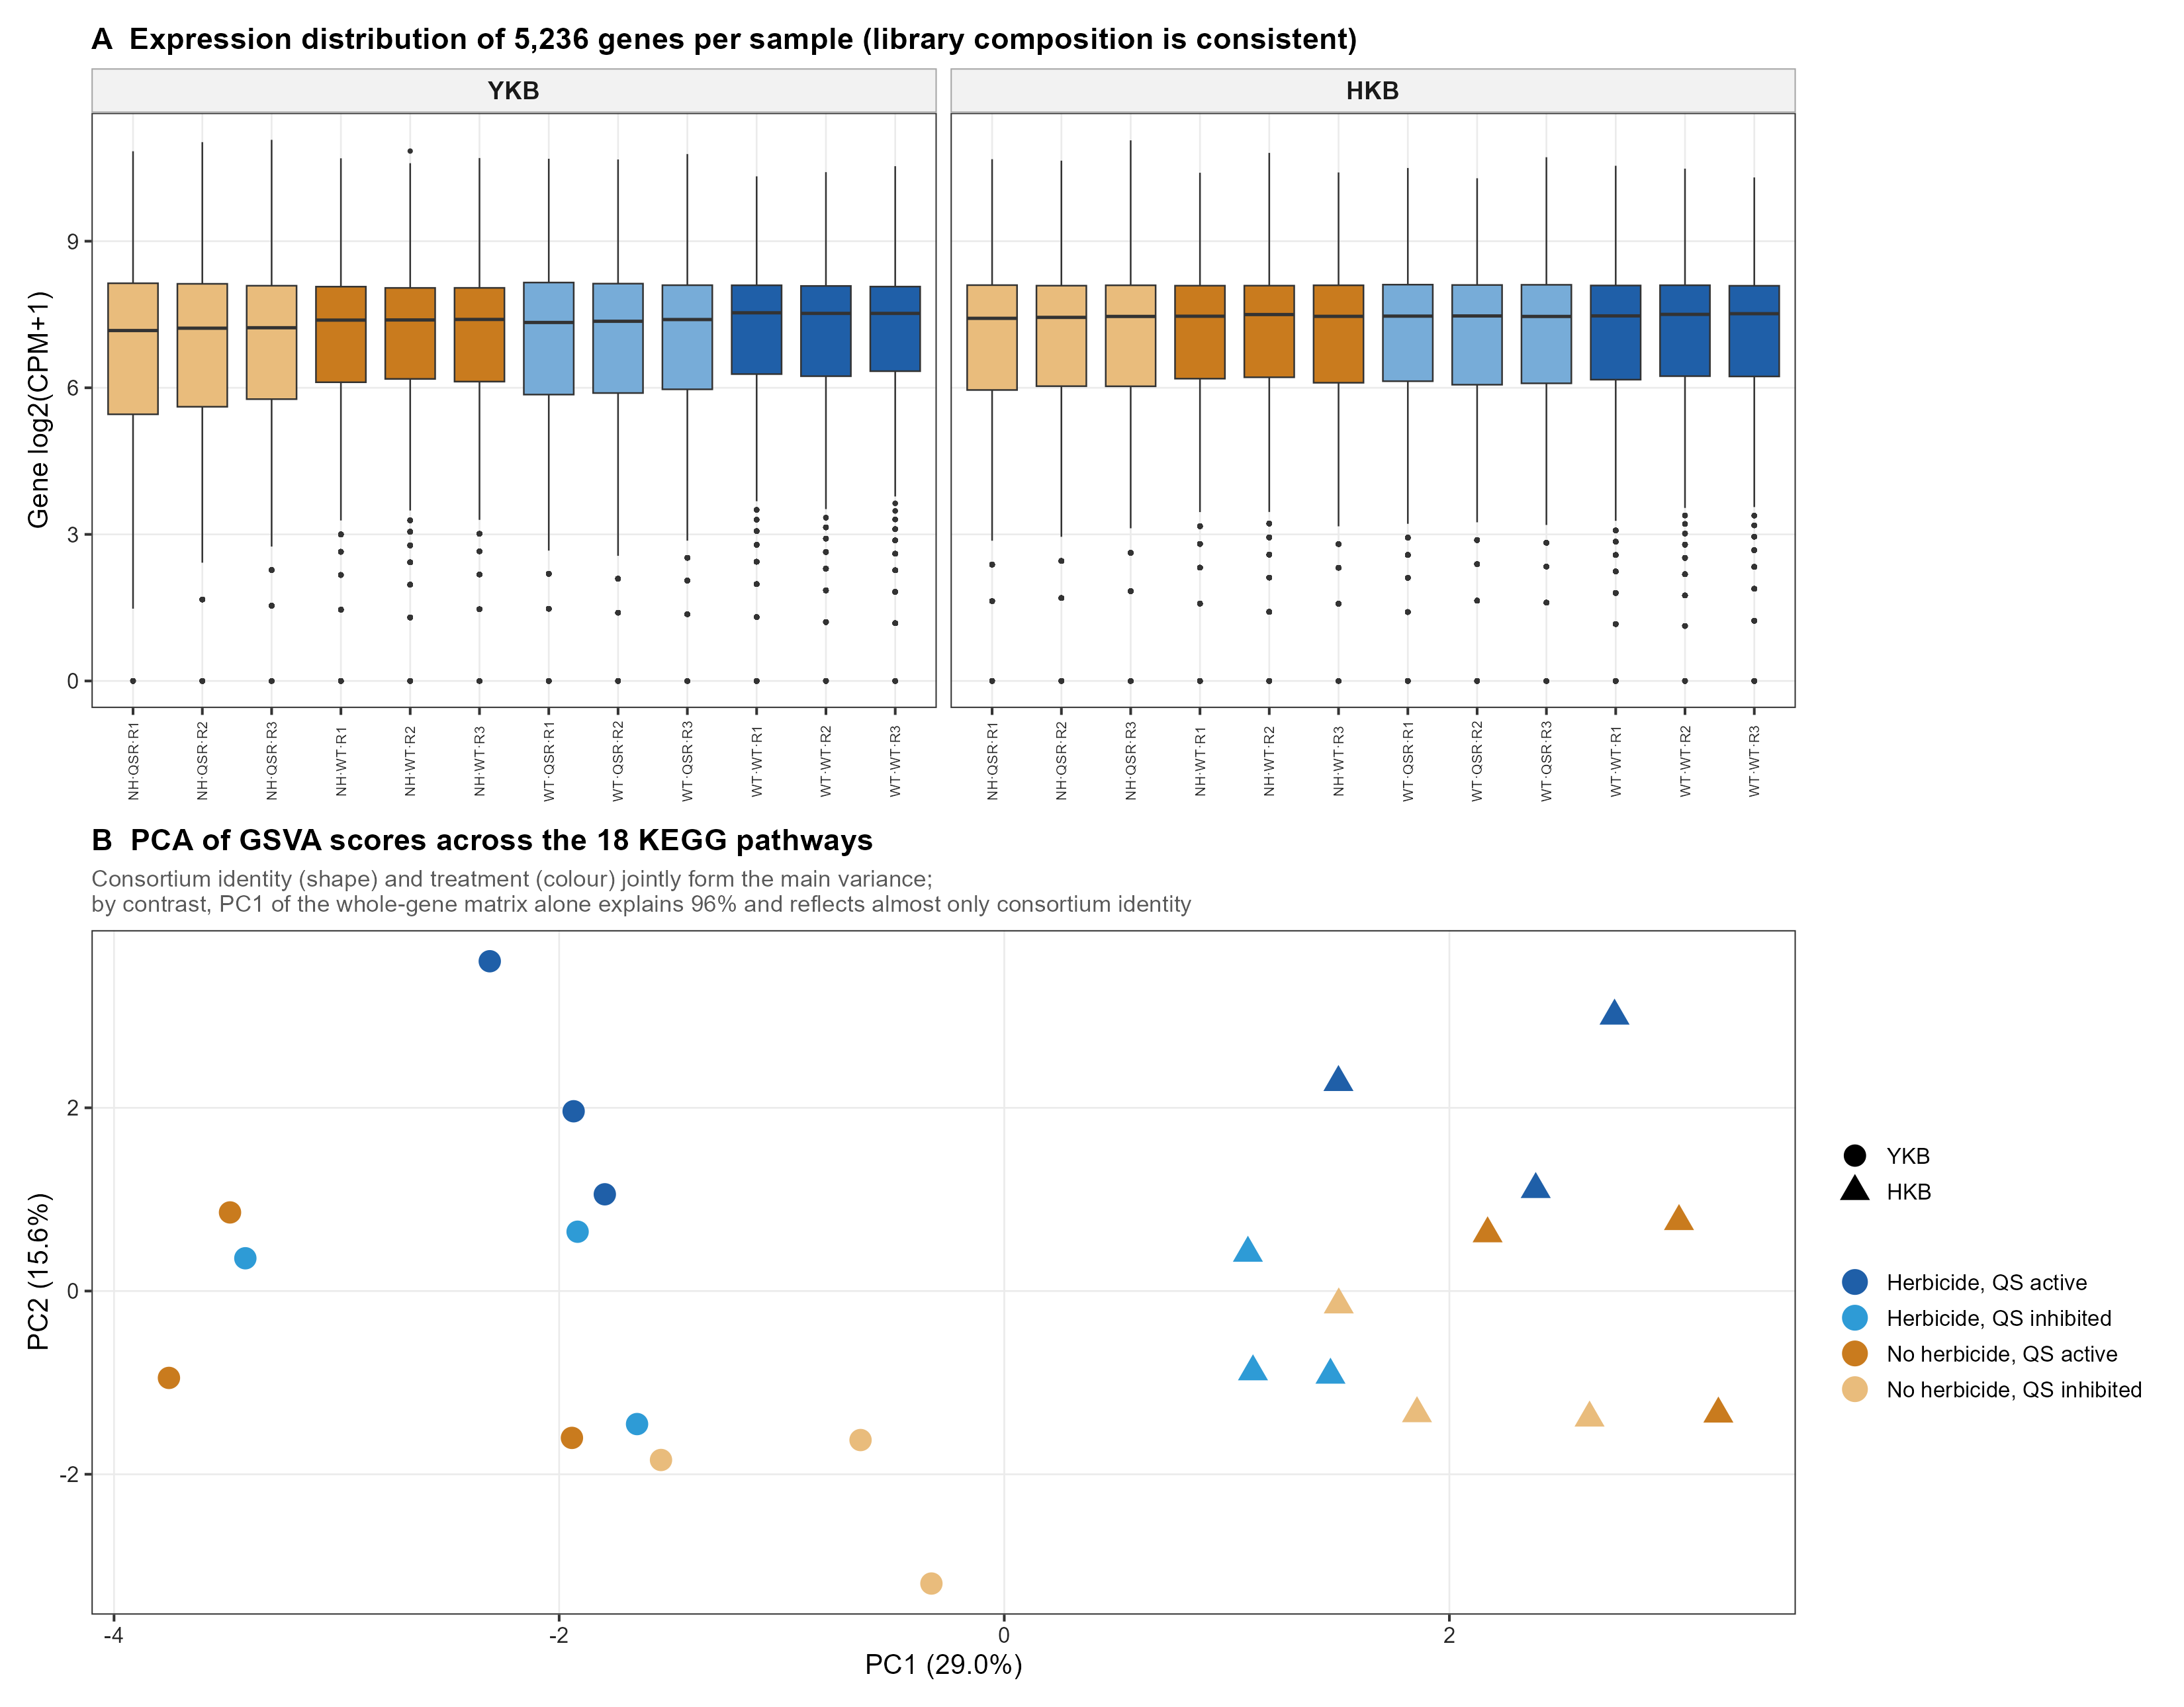 A Expression distribution of 5,236 genes per sample (library composition is consistent)
YKB
HKB
Gene log2(CPM+1)
9
6
3
0
NH·QSR·R1
NH·QSR·R2
NH·QSR·R3
NH·WT·R1
NH·WT·R2
NH·WT·R3
WT·QSR·R1
WT·QSR·R2
WT·QSR·R3
WT·WT·R1
WT·WT·R2
WT·WT·R3
NH·QSR·R1
NH·QSR·R2
NH·QSR·R3
NH·WT·R1
NH·WT·R2
NH·WT·R3
WT·QSR·R1
WT·QSR·R2
WT·QSR·R3
WT·WT·R1
WT·WT·R2
WT·WT·R3
B PCA of GSVA scores across the 18 KEGG pathways
Consortium identity (shape) and treatment (colour) jointly form the main variance;
by contrast, PC1 of the whole-gene matrix alone explains 96% and reflects almost only consortium identity
PC2 (15.6%)
2
0
-2
-4
-2
0
2
PC1 (29.0%)
YKB
HKB
Herbicide, QS active
Herbicide, QS inhibited
No herbicide, QS active
No herbicide, QS inhibited